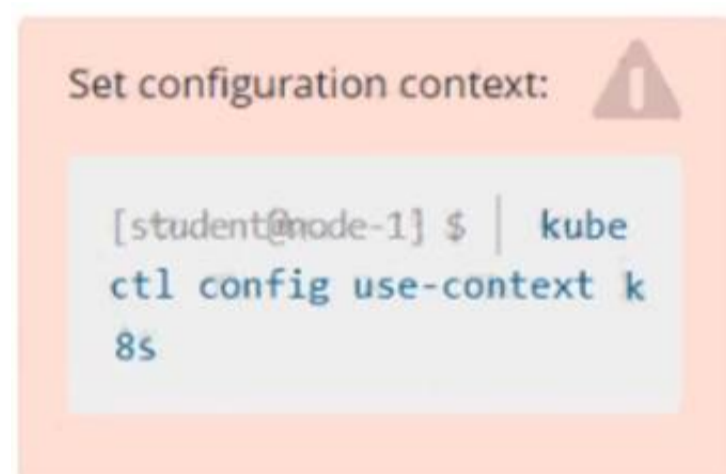 Set configuration context:
[student@node-1] $ | kube
ctl config use-context k
8s